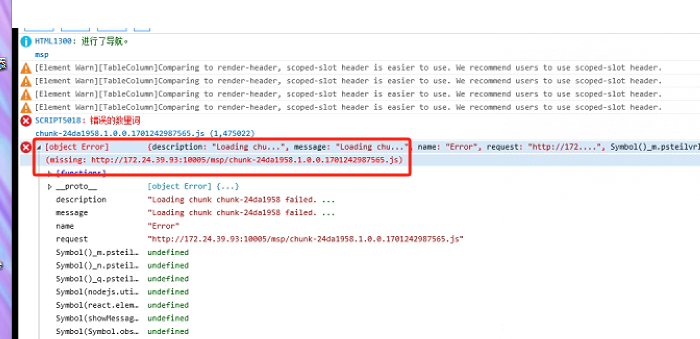 HTML1300: 进行了导航。
msp
[Element Warn][TableColumn]Comparing to render-header, scoped-slot header is easier to use. We recommend users to use scoped-slot header.
[Element Warn][TableColumn]Comparing to render-header, scoped-slot header is easier to use. We recommend users to use scoped-slot header.
[Element Warn][TableColumn]Comparing to render-header, scoped-slot header is easier to use. We recommend users to use scoped-slot header.
[Element Warn][TableColumn]Comparing to render-header, scoped-slot header is easier to use. We recommend users to use scoped-slot header.
SCRIPT5018: 错误的数量词
chunk-24da1958.1.0.0.1701242987565.js (1,475022)
[object Error] {description: "Loading chu...", message: "Loading chu...", name: "Error", request: "http://172....", Symbol()_m.psteilvrl
(missing: http://172.24.39.93:10005/msp/chunk-24da1958.1.0.0.1701242987565.js)
[functions]
__proto__ [object Error] {...}
description "Loading chunk chunk-24da1958 failed. ...
message "Loading chunk chunk-24da1958 failed. ...
name "Error"
request "http://172.24.39.93:10005/msp/chunk-24da1958.1.0.0.1701242987565.js"
Symbol()_m.psteil… undefined
Symbol()_n.psteil… undefined
Symbol()_q.psteil… undefined
Symbol(nodejs.uti… undefined
Symbol(react.elem… undefined
Symbol(showMessag… undefined
Symbol(Symbol.obs… undefined